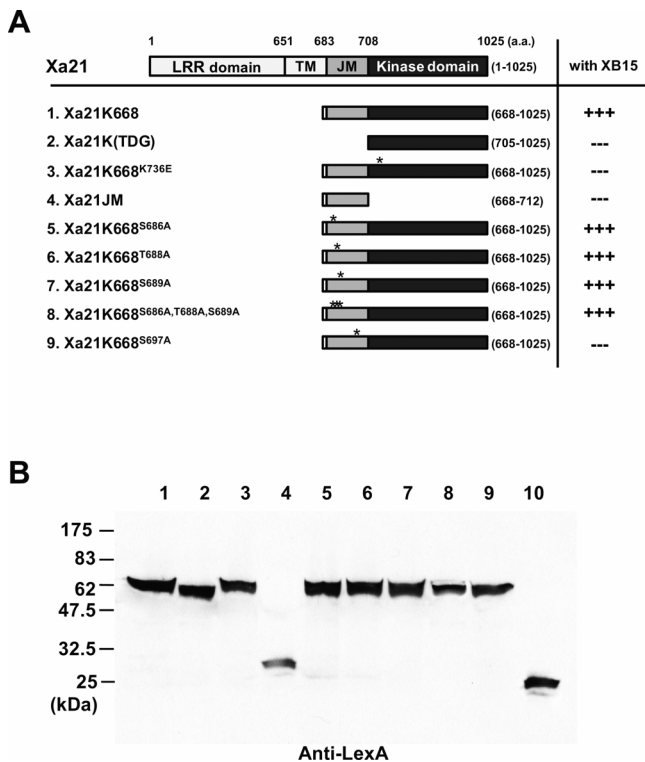 A
1 651 683 708 1025 (a.a.)
Xa21 LRR domain TM JM Kinase domain (1-1025) with XB15
1. Xa21K668 (668-1025) +++
2. Xa21K(TDG) (705-1025) ---
*
3. Xa21K668K736E (668-1025) ---
4. Xa21JM (668-712) ---
*
5. Xa21K668S686A (668-1025) +++
*
6. Xa21K668T688A (668-1025) +++
*
7. Xa21K668S689A (668-1025) +++
***
8. Xa21K668S686A,T688A,S689A (668-1025) +++
*
9. Xa21K668S697A (668-1025) ---
B
1 2 3 4 5 6 7 8 9 10
175
83
62
47.5
32.5
25
(kDa)
Anti-LexA